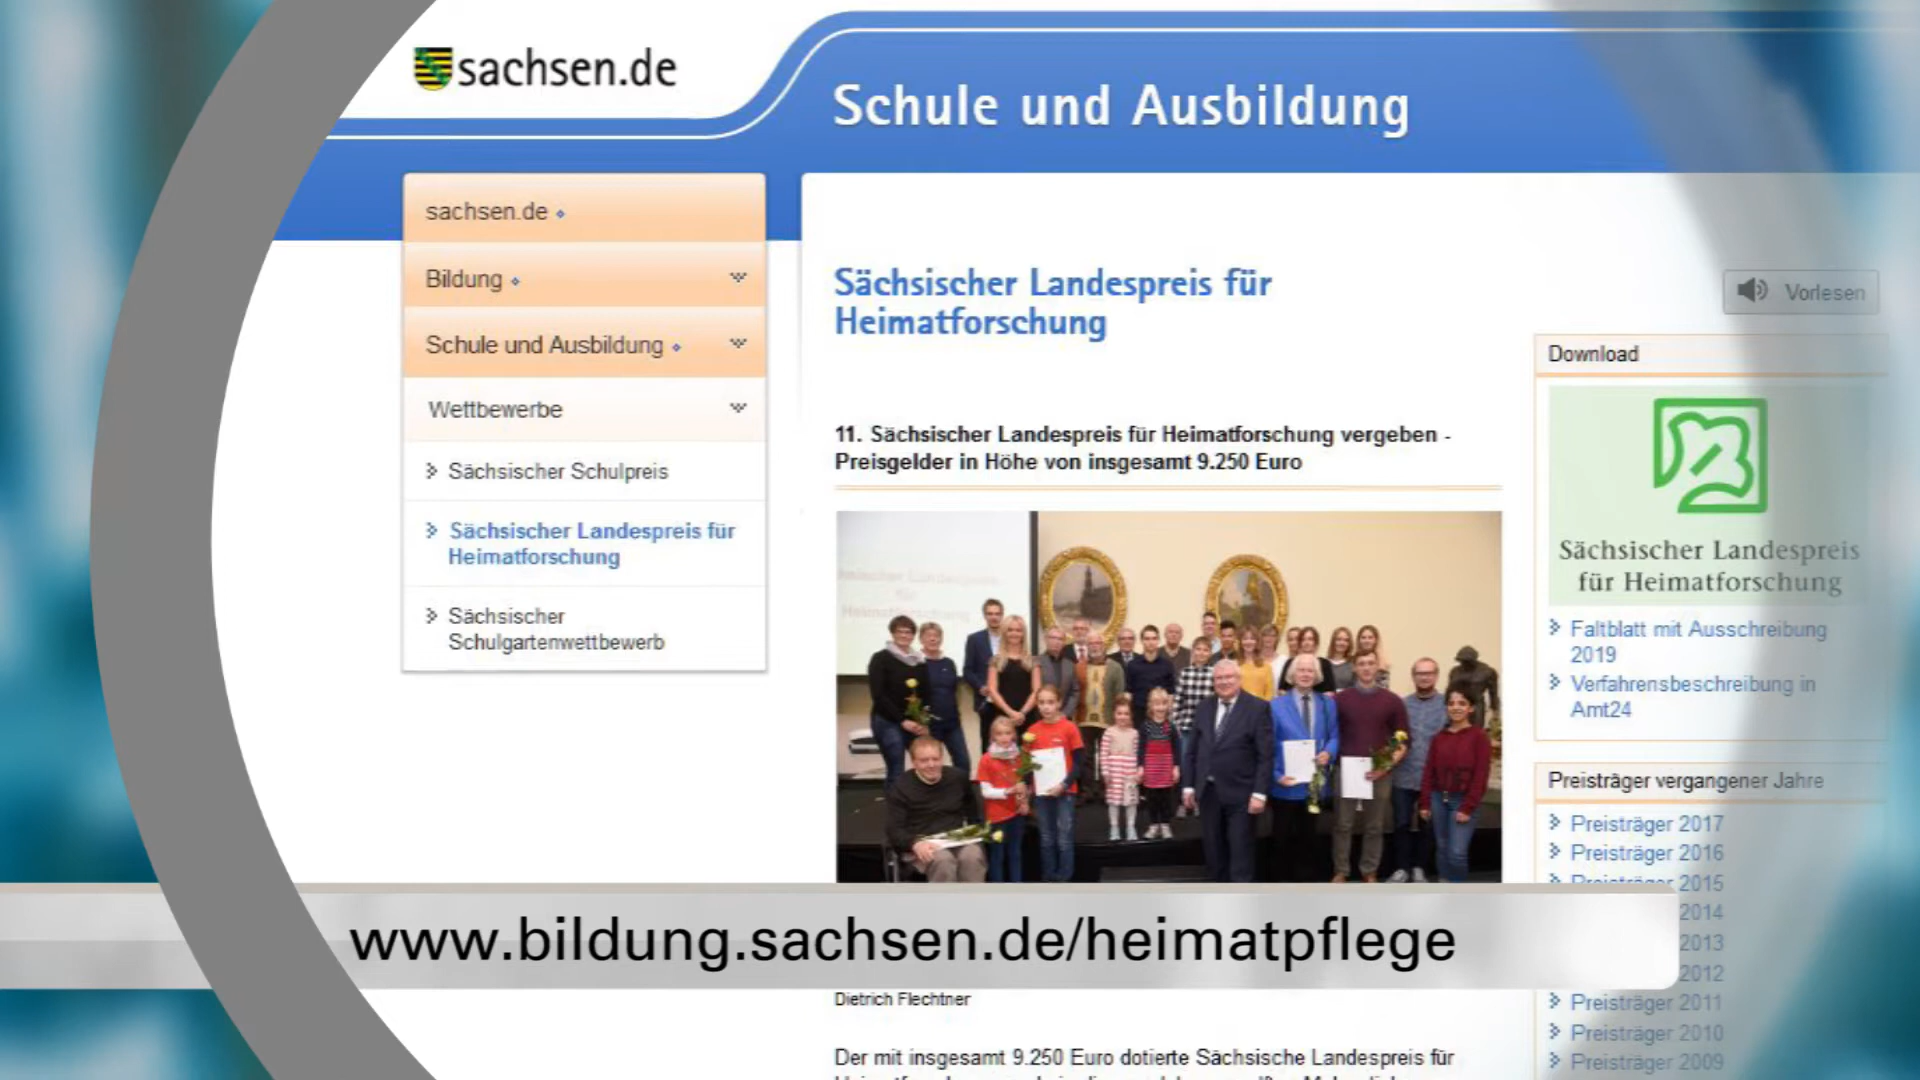 sachsen.de
Schule und Ausbildung
sachsen.de
Bildung
Schule und Ausbildung
Wettbewerbe
Sächsischer Schulpreis
Sächsischer Landespreis für
Heimatforschung
Sächsischer
Schulgartenwettbewerb
Sächsischer Landespreis für
Heimatforschung
Vorlesen
11. Sächsischer Landespreis für Heimatforschung vergeben -
Preisgelder in Höhe von insgesamt 9.250 Euro
Download
Sächsischer Landespreis
für Heimatforschung
Faltblatt mit Ausschreibung
2019
Verfahrensbeschreibung in
Amt24
Preisträger vergangener Jahre
Preisträger 2017
Preisträger 2016
Preisträger 2015
2014
2013
2012
Preisträger 2011
Preisträger 2010
Preisträger 2009
www.bildung.sachsen.de/heimatpflege
Dietrich Flechtner
Der mit insgesamt 9.250 Euro dotierte Sächsische Landespreis für